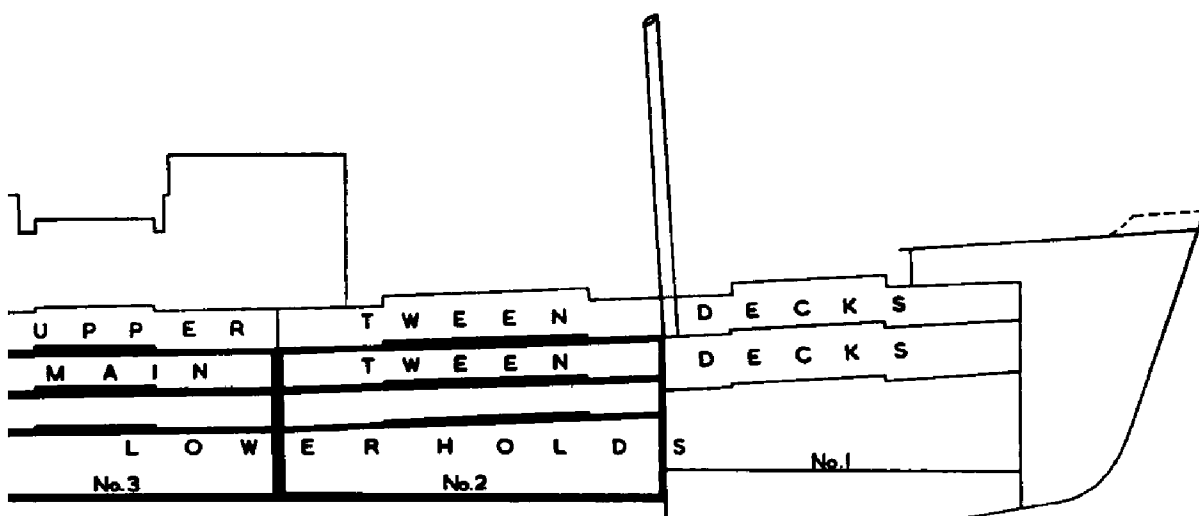 UPPER TWEEN DECKS
MAIN TWEEN DECKS
LOWER HOLDS
No.3 No.2 No.1